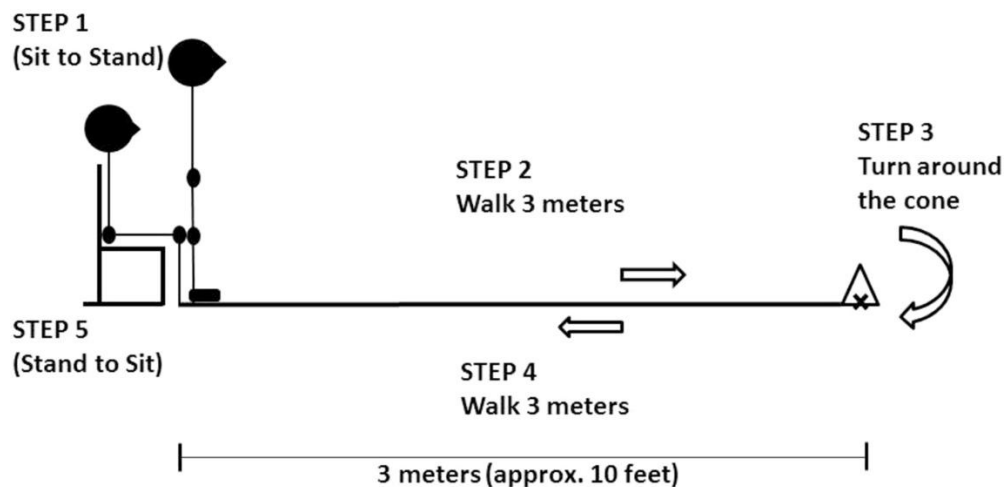 STEP 1
(Sit to Stand)
STEP 2
Walk 3 meters
STEP 3
Turn around
the cone
STEP 5
(Stand to Sit)
STEP 4
Walk 3 meters
3 meters (approx. 10 feet)